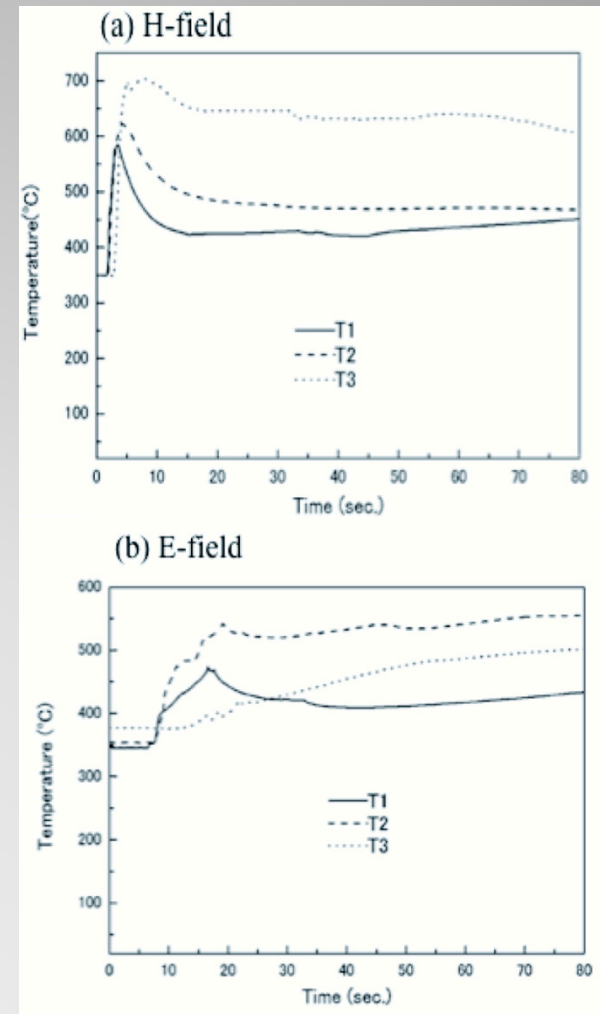 (a) H-field
700
600
500
400
300
200
100
Temperature(°C)
T1
T2
T3
0 10 20 30 40 50 60 70 80
Time (sec.)
(b) E-field
600
500
400
300
200
100
Temperature (°C)
T1
T2
T3
0 10 20 30 40 50 60 70 80
Time (sec.)